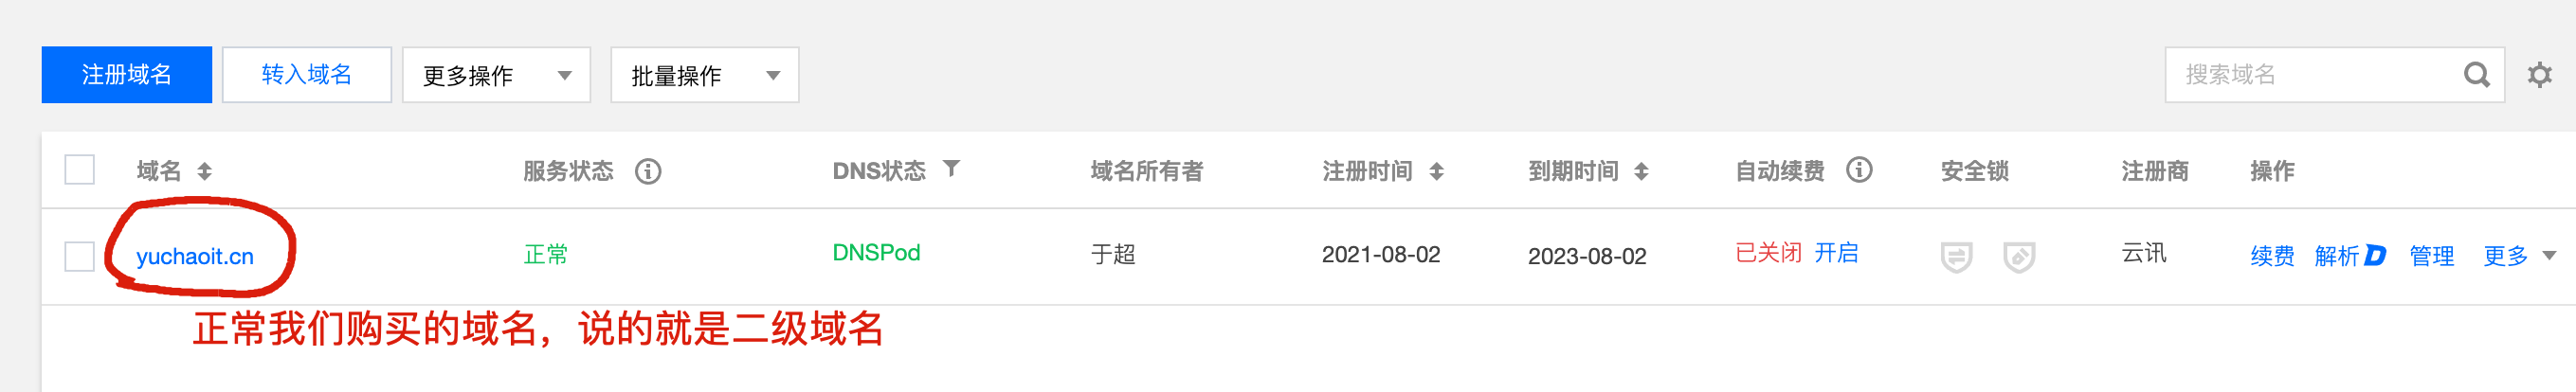 注册域名 转入域名 更多操作 批量操作 搜索域名
域名 服务状态 DNS状态 域名所有者 注册时间 到期时间 自动续费 安全锁 注册商 操作
yuchaoit.cn 正常 DNSPod 于超 2021-08-02 2023-08-02 已关闭 开启 云讯 续费 解析 管理 更多
正常我们购买的域名，说的就是二级域名